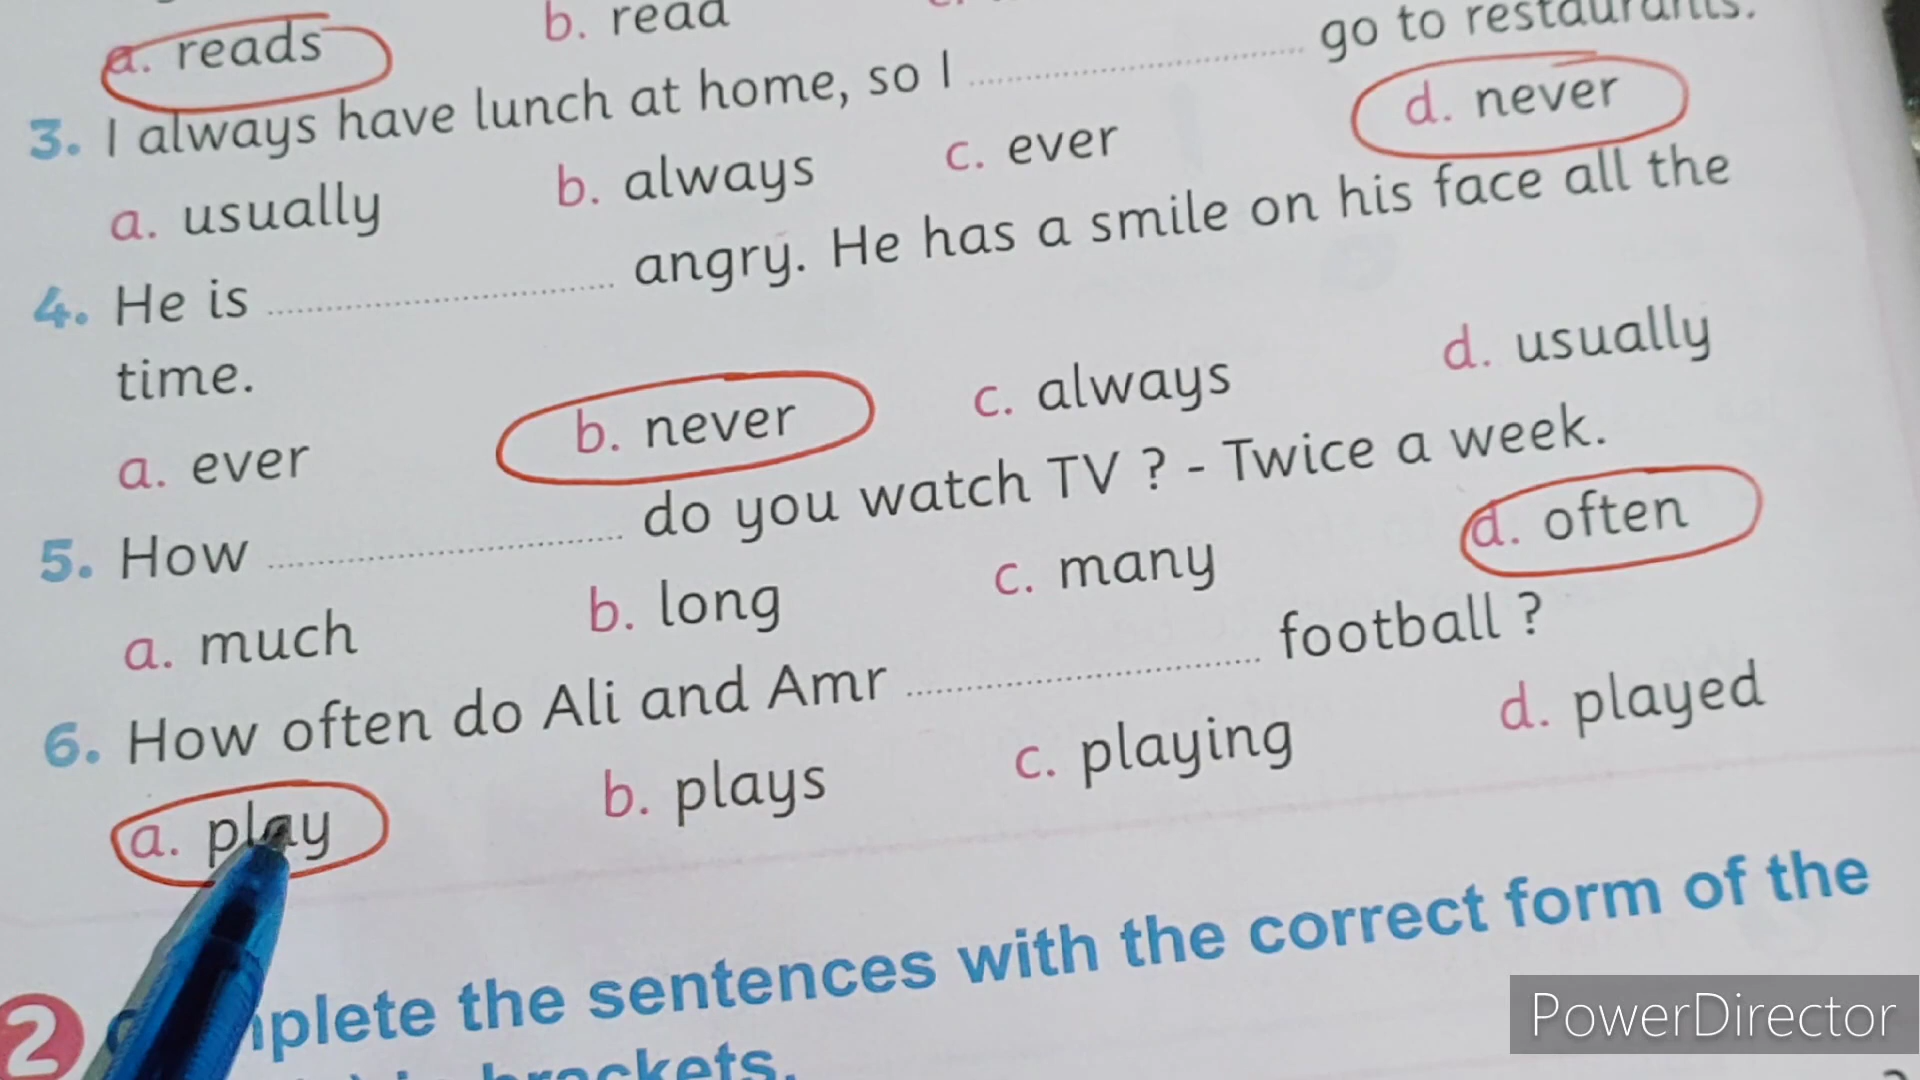 a. reads b. read
3. I always have lunch at home, so I .......... go to restaurants.
a. usually b. always c. ever d. never
4. He is .......... angry. He has a smile on his face all the
time.
a. ever b. never c. always d. usually
5. How .......... do you watch TV ? - Twice a week.
a. much b. long c. many d. often
6. How often do Ali and Amr .......... football ?
a. play b. plays c. playing d. played
2 plete the sentences with the correct form of the
brackets.
PowerDirector